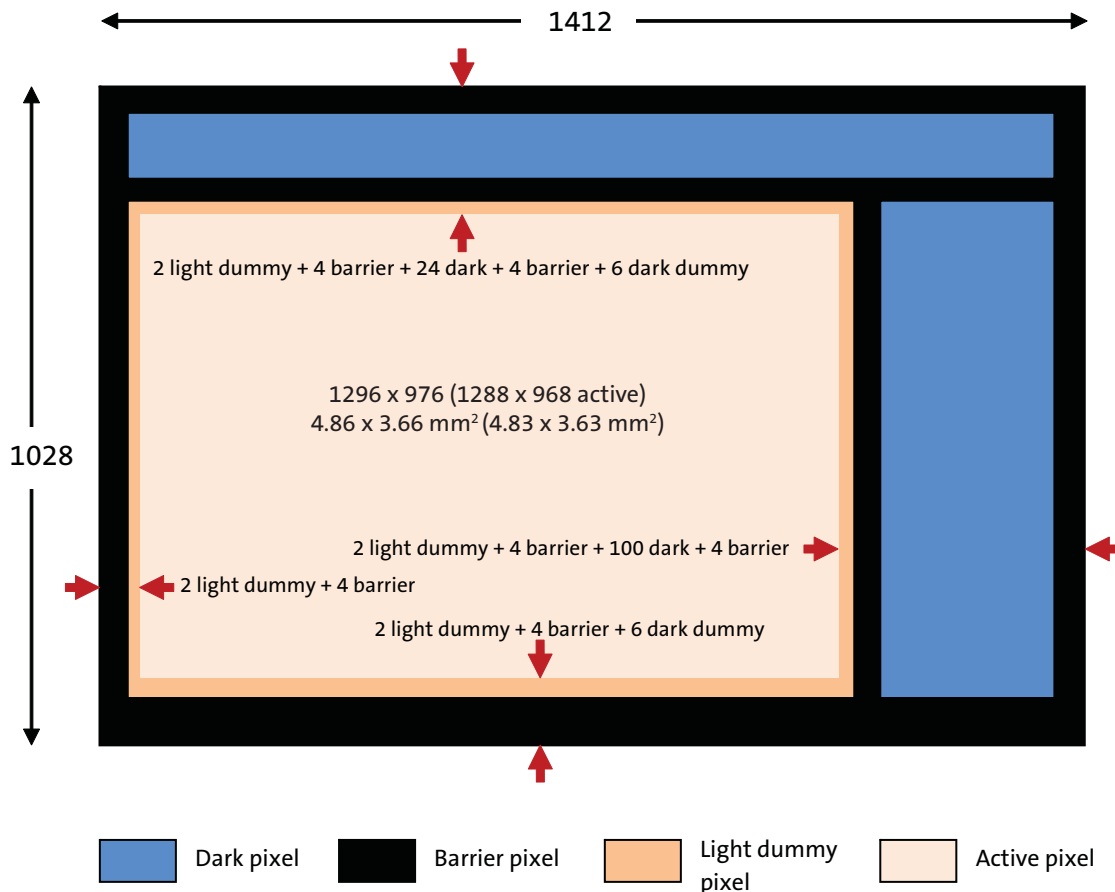 1412
2 light dummy + 4 barrier + 24 dark + 4 barrier + 6 dark dummy
1296 x 976 (1288 x 968 active)
4.86 x 3.66 mm² (4.83 x 3.63 mm²)
1028
2 light dummy + 4 barrier + 100 dark + 4 barrier
2 light dummy + 4 barrier
2 light dummy + 4 barrier + 6 dark dummy
Dark pixel
Barrier pixel
Light dummy
pixel
Active pixel